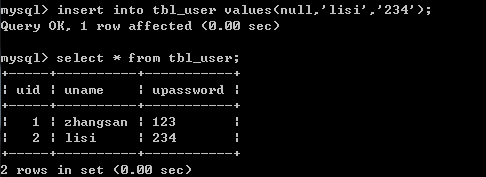 mysql> insert into tbl_user values(null,'lisi','234');
Query OK, 1 row affected (0.00 sec)
mysql> select * from tbl_user;
+-----+----------+-----------+
| uid | uname    | upassword |
+-----+----------+-----------+
|   1 | zhangsan | 123       |
|   2 | lisi     | 234       |
+-----+----------+-----------+
2 rows in set (0.00 sec)